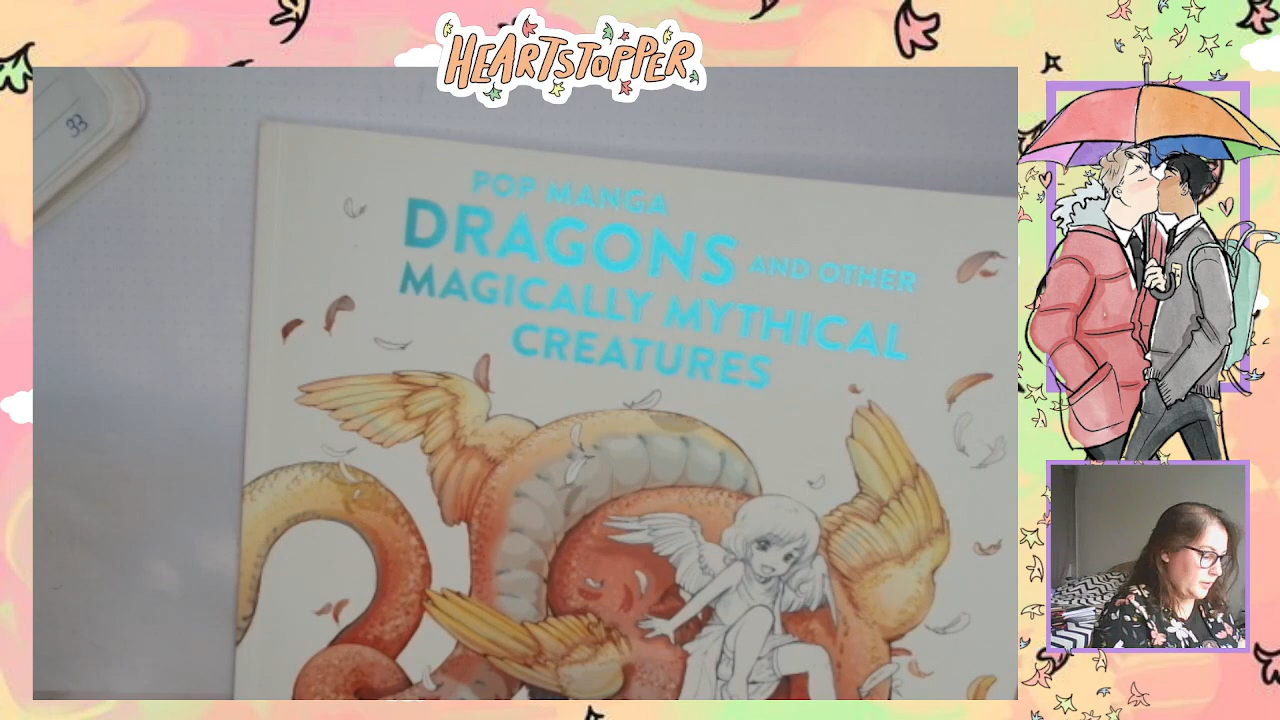 HEARTSTOPPER
33
POP MANGA
DRAGONS AND OTHER
MAGICALLY MYTHICAL
CREATURES